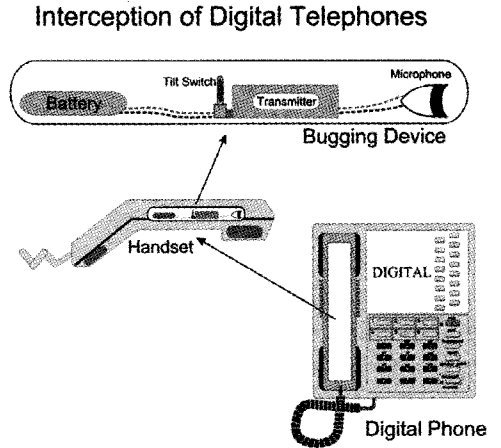 Interception of Digital Telephones
Tilt Switch
Microphone
Battery
Transmitter
Bugging Device
Handset
DIGITAL
Digital Phone